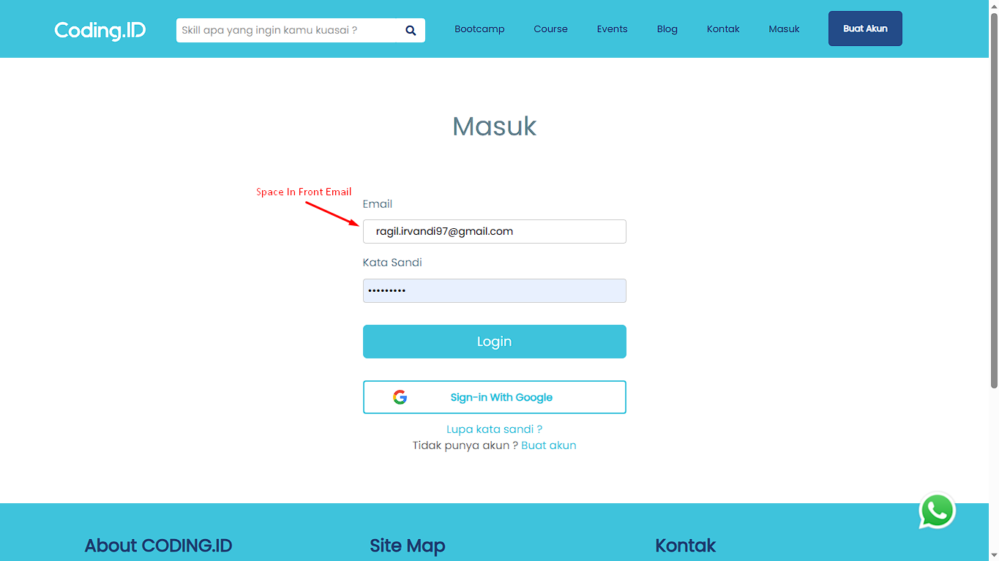 Coding.ID
Skill apa yang ingin kamu kuasai ?
Bootcamp
Course
Events
Blog
Kontak
Masuk
Buat Akun
Masuk
Space In Front Email
Email
ragil.irvandi97@gmail.com
Kata Sandi
•••••••••
Login
Sign-in With Google
Lupa kata sandi ?
Tidak punya akun ? Buat akun
About CODING.ID
Site Map
Kontak